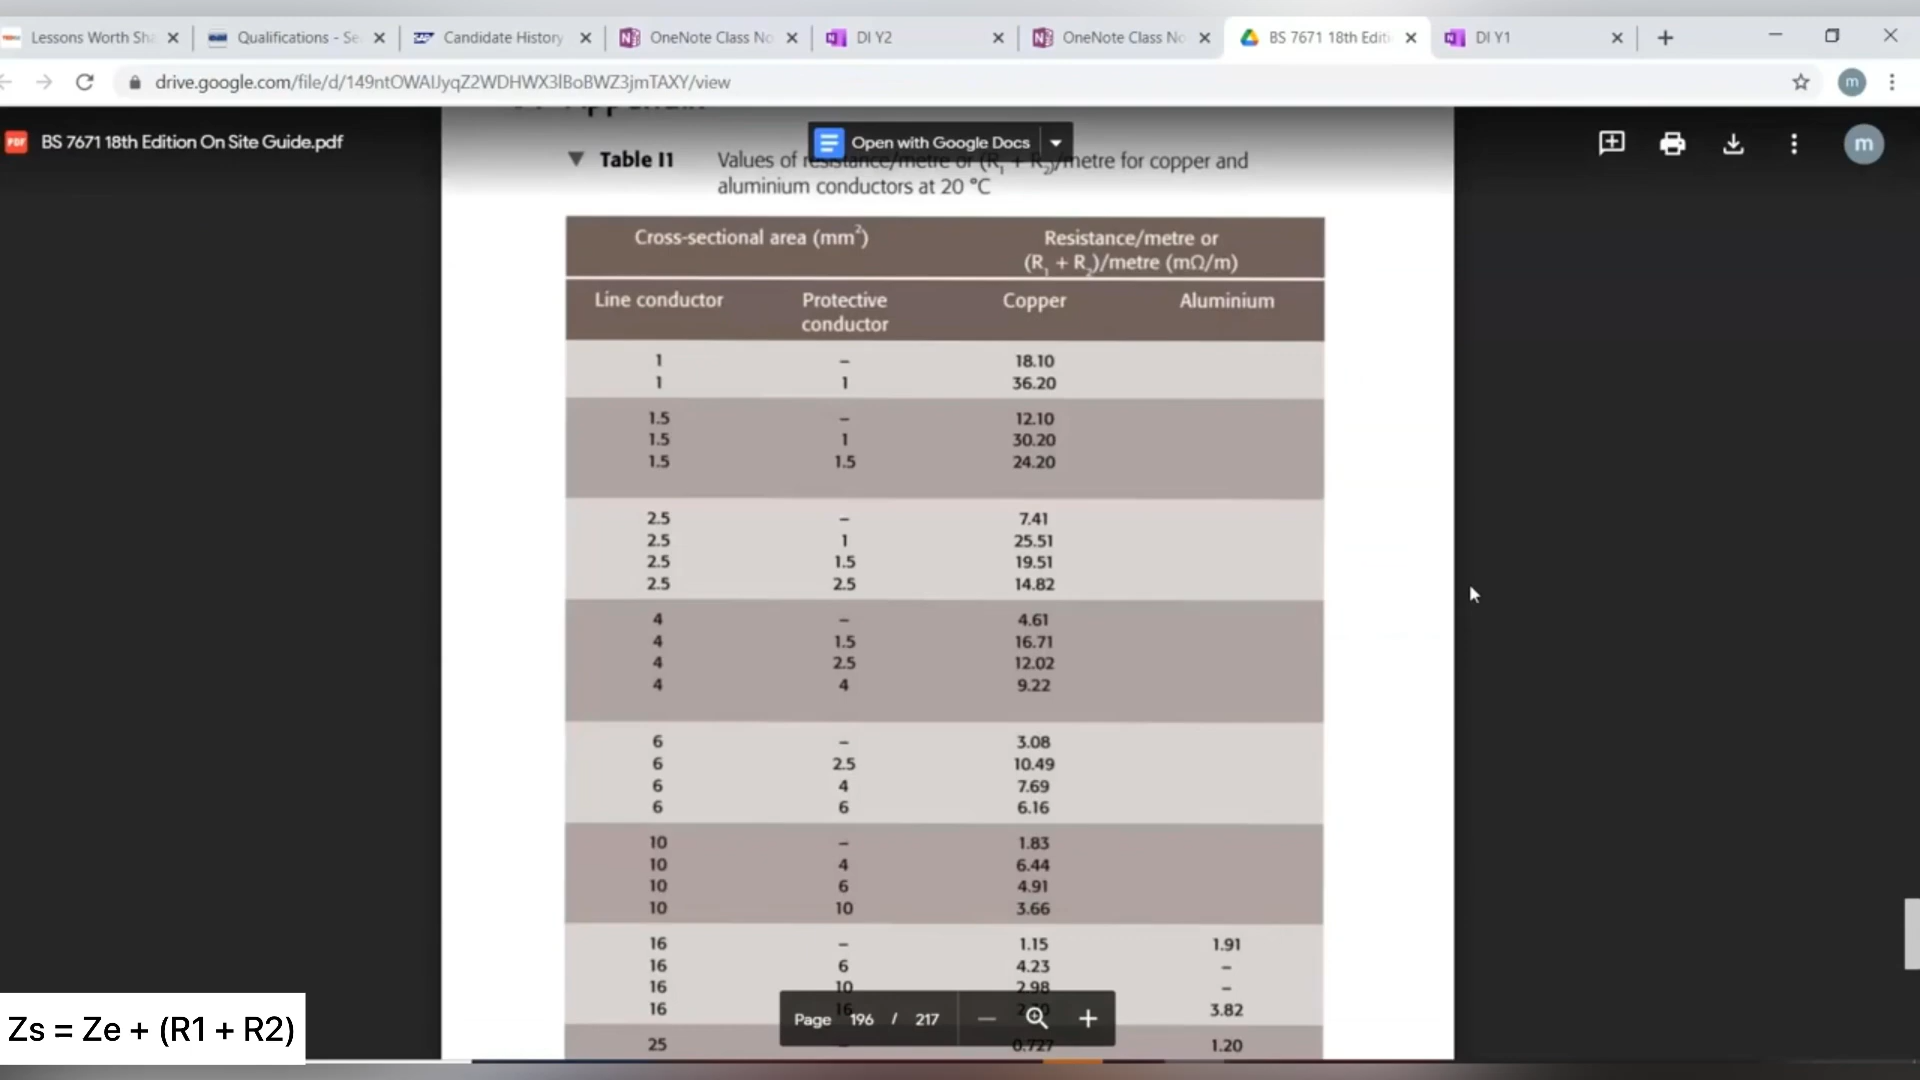 Lessons Worth Sha
Qualifications - Se
Candidate History
OneNote Class No
DI Y2
OneNote Class No
BS 7671 18th Editi
DI Y1
drive.google.com/file/d/149ntOWAIJyqZ2WDHWX3lBoBWZ3jmTAXY/view
m
PDF
BS 7671 18th Edition On Site Guide.pdf
Open with Google Docs
m
Table I1 Values of resistance/metre or (R₁ + R₂)/metre for copper and
aluminium conductors at 20 °C
Cross-sectional area (mm²) Resistance/metre or
(R₁ + R₂)/metre (mΩ/m)
Line conductor Protective Copper Aluminium
conductor
1 – 18.10
1 1 36.20
1.5 – 12.10
1.5 1 30.20
1.5 1.5 24.20
2.5 – 7.41
2.5 1 25.51
2.5 1.5 19.51
2.5 2.5 14.82
4 – 4.61
4 1.5 16.71
4 2.5 12.02
4 4 9.22
6 – 3.08
6 2.5 10.49
6 4 7.69
6 6 6.16
10 – 1.83
10 4 6.44
10 6 4.91
10 10 3.66
16 – 1.15 1.91
16 6 4.23 –
16 10 2.98 –
16 16 3.82
25 0.727 1.20
Page 196 / 217
Zs = Ze + (R1 + R2)